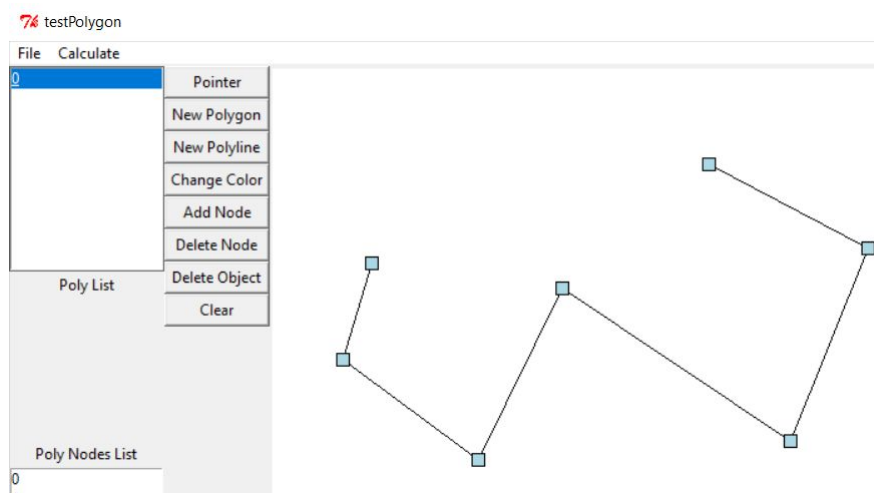 testPolygon
File Calculate
0
Pointer
New Polygon
New Polyline
Change Color
Add Node
Delete Node
Delete Object
Clear
Poly List
Poly Nodes List
0